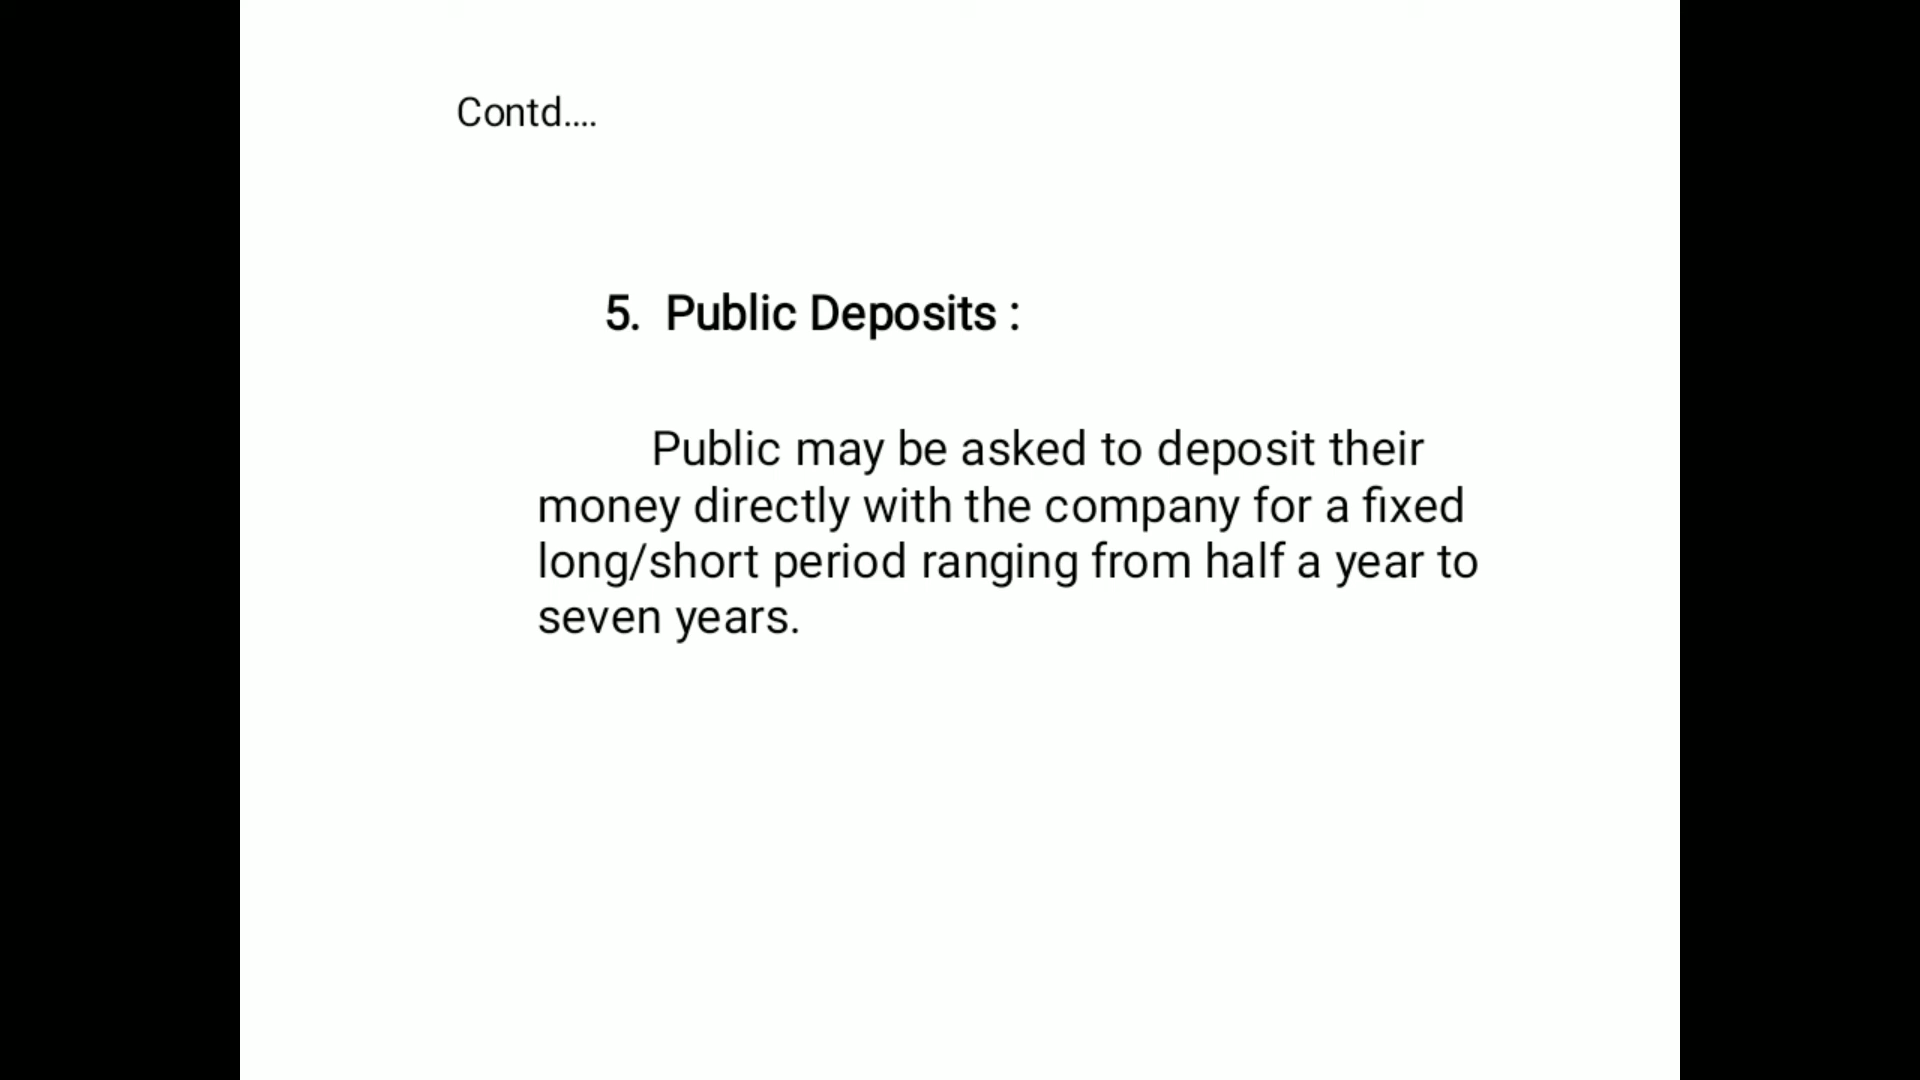 Contd....
5. Public Deposits :
Public may be asked to deposit their
money directly with the company for a fixed
long/short period ranging from half a year to
seven years.